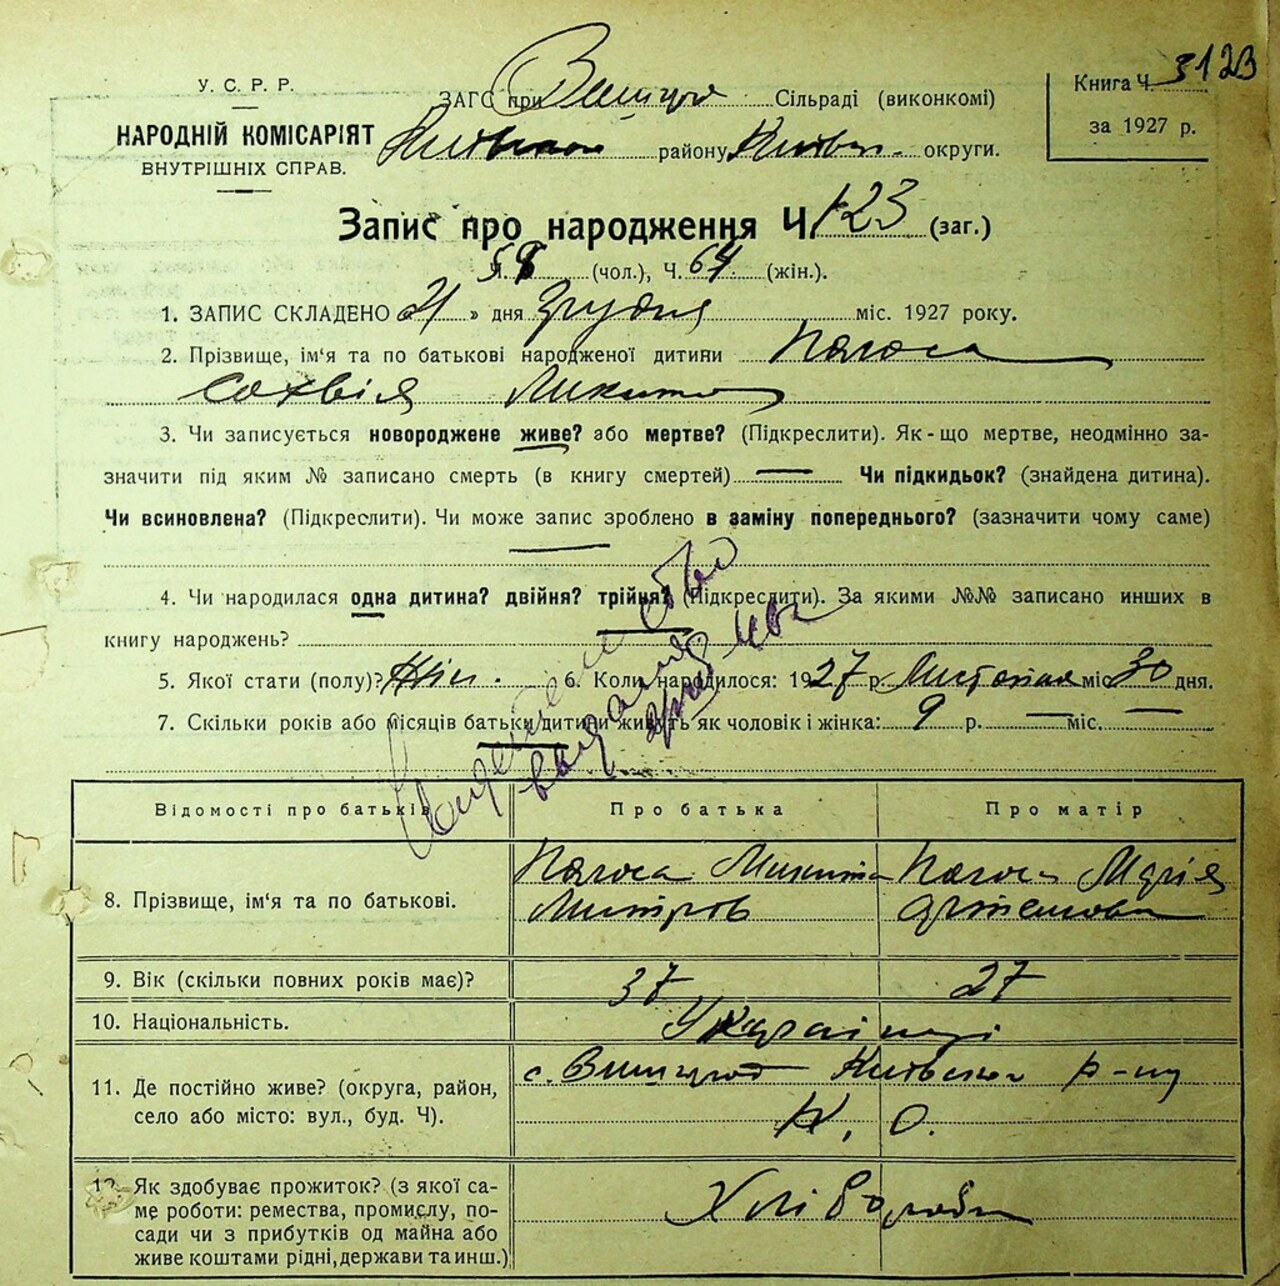 У. С. Р. Р.
НАРОДНІЙ КОМІСАРІЯТ
ВНУТРІШНІХ СПРАВ.
ЗАГС при Сільраді (виконкомі)
району округи.
Книга Ч. 3123
за 1927 р.
Запис про народження Ч. 123 (заг.)
Ч. (чол.), Ч. 64 (жін.).
1. ЗАПИС СКЛАДЕНО « 21 » дня Грудня міс. 1927 року.
2. Прізвище, ім'я та по батькові народженої дитини
Микит
3. Чи записується новороджене живе? або мертве? (Підкреслити). Як-що мертве, неодмінно за-
значити під яким № записано смерть (в книгу смертей) — Чи підкидьок? (знайдена дитина).
Чи всиновлена? (Підкреслити). Чи може запис зроблено в заміну попереднього? (зазначити чому саме)
4. Чи народилася одна дитина? двійня? трійня? (Підкреслити). За якими №№ записано инших в
книгу народжень?
5. Якої стати (полу)? Жін. 6. Коли народилося: 1927 р. міс. 30 дня.
7. Скільки років або місяців батьки дитини живуть як чоловік і жінка: 9 р. — міс. —
Відомості про батьків Про батька Про матір
8. Прізвище, ім'я та по батькові. Микита Марія
9. Вік (скільки повних років має)? 37 27
10. Національність. Українці
11. Де постійно живе? (округа, район,
село або місто: вул., буд. Ч). с. Вишгород р-ну
К. О.
12. Як здобуває прожиток? (з якої са-
ме роботи: ремества, промислу, по-
сади чи з прибутків од майна або
живе коштами рідні, держави та инш.)